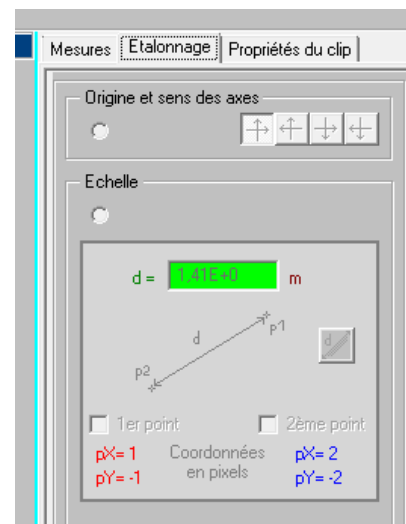 Mesures Etalonnage Propriétés du clip
Origine et sens des axes
Echelle
d = 1,41E+0 m
d p1
d
p2
1er point 2ème point
pX= 1 Coordonnées pX= 2
pY= -1 en pixels pY= -2